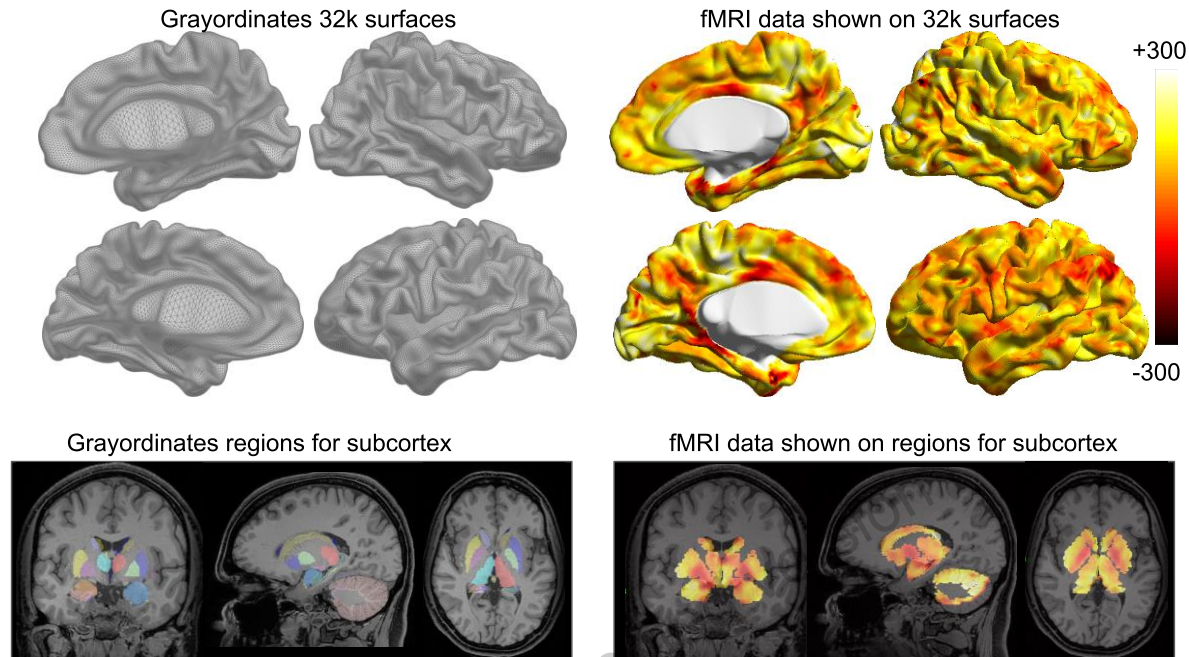 Grayordinates 32k surfaces
fMRI data shown on 32k surfaces
+300
-300
Grayordinates regions for subcortex
fMRI data shown on regions for subcortex